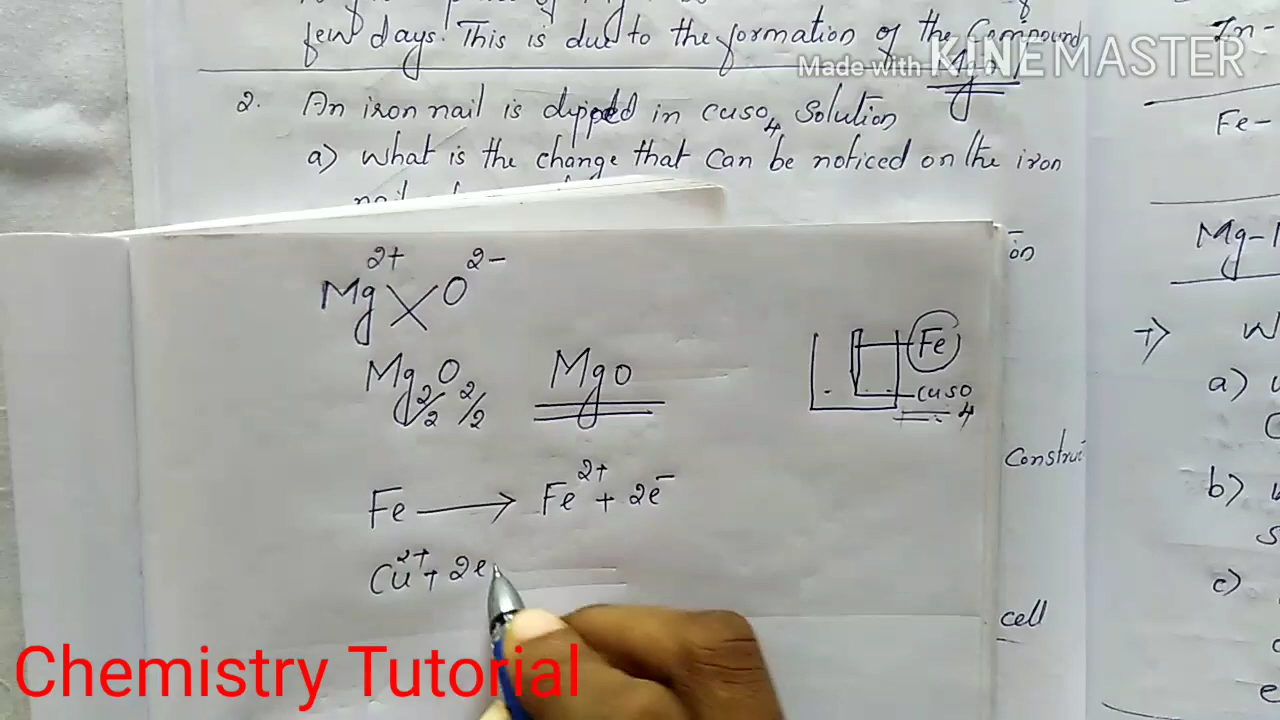 few days. This is due to the formation of the Compound
Made with KINEMASTER
MgO
2. An iron nail is dipped in CuSO4 Solution
a) What is the change that can be noticed on the iron
Zn-
Fe-
Mg-
on
Constru
cell
a)
b)
c)
Mg2+ O2-
Mg2/2 O2/2 MgO
Fe
CuSO4
Fe → Fe2+ + 2e-
Cu2+ + 2e
Chemistry Tutorial